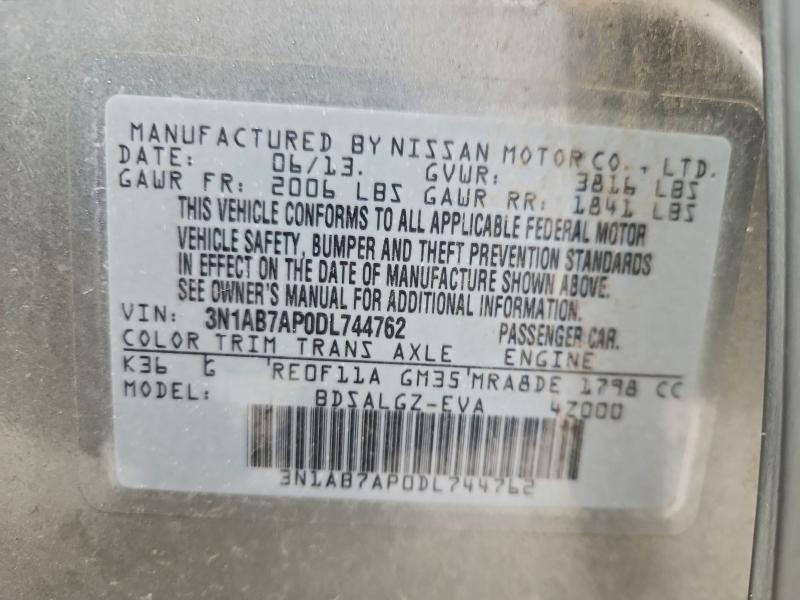 MANUFACTURED BY NISSAN MOTOR CO., LTD.
DATE: 06/13. GVWR: 3816 LBS
GAWR FR: 2006 LBS GAWR RR: 1841 LBS
THIS VEHICLE CONFORMS TO ALL APPLICABLE FEDERAL MOTOR
VEHICLE SAFETY, BUMPER AND THEFT PREVENTION STANDARDS
IN EFFECT ON THE DATE OF MANUFACTURE SHOWN ABOVE.
SEE OWNER'S MANUAL FOR ADDITIONAL INFORMATION.
VIN: 3N1AB7AP0DL744762 PASSENGER CAR.
COLOR TRIM TRANS AXLE ENGINE
K36 G RE0F11A GM35 MRA8DE 1798 CC
MODEL: BDSALGZ-EVA 4Z000
3N1AB7AP0DL744762